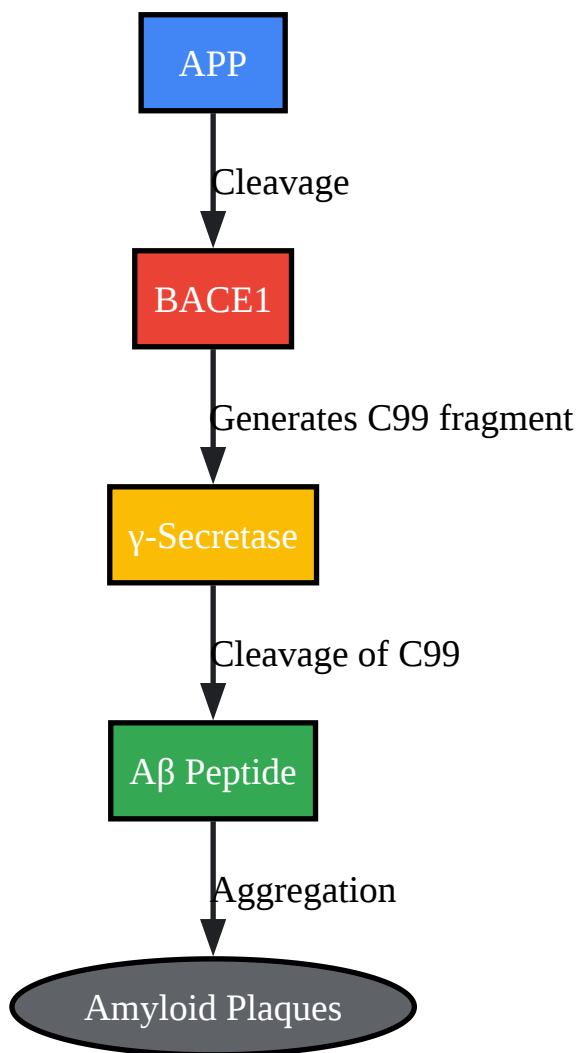 APP
Cleavage
BACE1
Generates C99 fragment
γ-Secretase
Cleavage of C99
Aβ Peptide
Aggregation
Amyloid Plaques